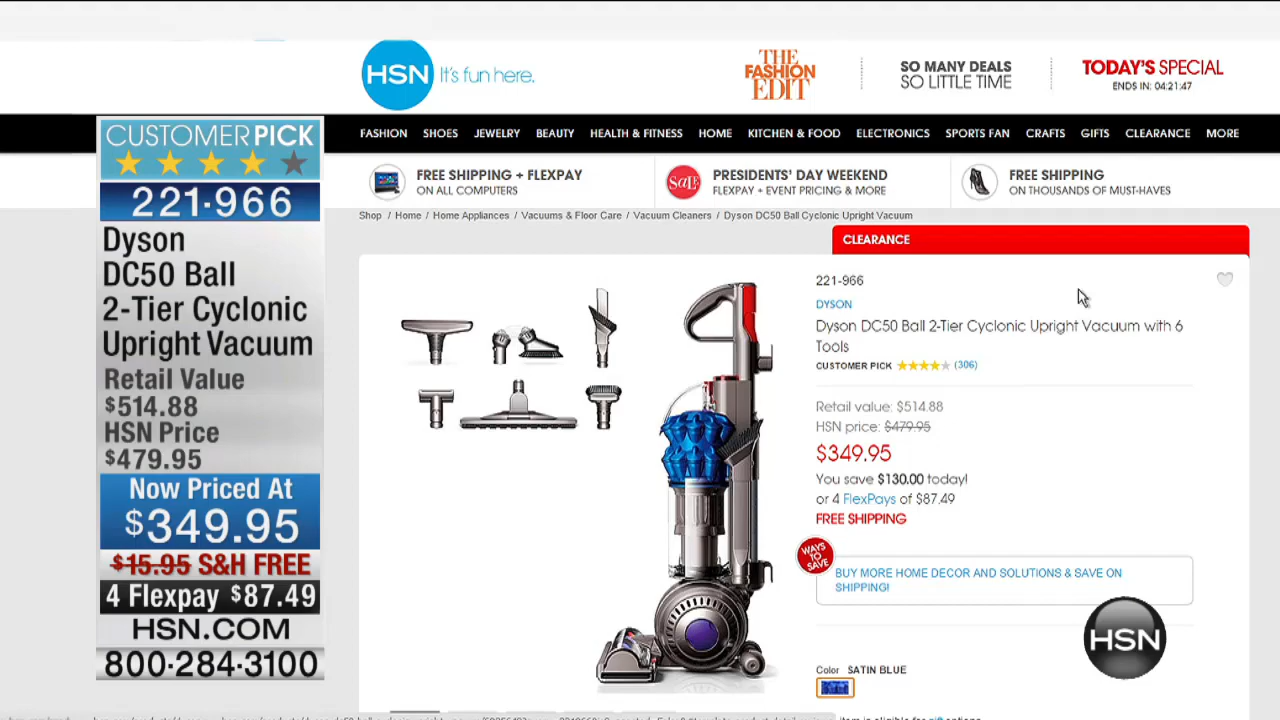 HSN It's fun here.
THE FASHION EDIT
SO MANY DEALS
SO LITTLE TIME
TODAY'S SPECIAL
ENDS IN: 04:21:47
FASHION SHOES JEWELRY BEAUTY HEALTH & FITNESS HOME KITCHEN & FOOD ELECTRONICS SPORTS FAN CRAFTS GIFTS CLEARANCE MORE
FREE SHIPPING + FLEXPAY
ON ALL COMPUTERS
SALE
PRESIDENTS' DAY WEEKEND
FLEXPAY + EVENT PRICING & MORE
FREE SHIPPING
ON THOUSANDS OF MUST-HAVES
Shop / Home / Home Appliances / Vacuums & Floor Care / Vacuum Cleaners / Dyson DC50 Ball Cyclonic Upright Vacuum
CUSTOMER PICK
221-966
Dyson
DC50 Ball
2-Tier Cyclonic
Upright Vacuum
Retail Value
$514.88
HSN Price
$479.95
Now Priced At
$349.95
$15.95 S&H FREE
4 Flexpay $87.49
HSN.COM
800-284-3100
CLEARANCE
221-966
DYSON
Dyson DC50 Ball 2-Tier Cyclonic Upright Vacuum with 6
Tools
CUSTOMER PICK (306)
Retail value: $514.88
HSN price: $479.95
$349.95
You save $130.00 today!
or 4 FlexPays of $87.49
FREE SHIPPING
WAYS TO SAVE
BUY MORE HOME DECOR AND SOLUTIONS & SAVE ON
SHIPPING!
HSN
Color SATIN BLUE